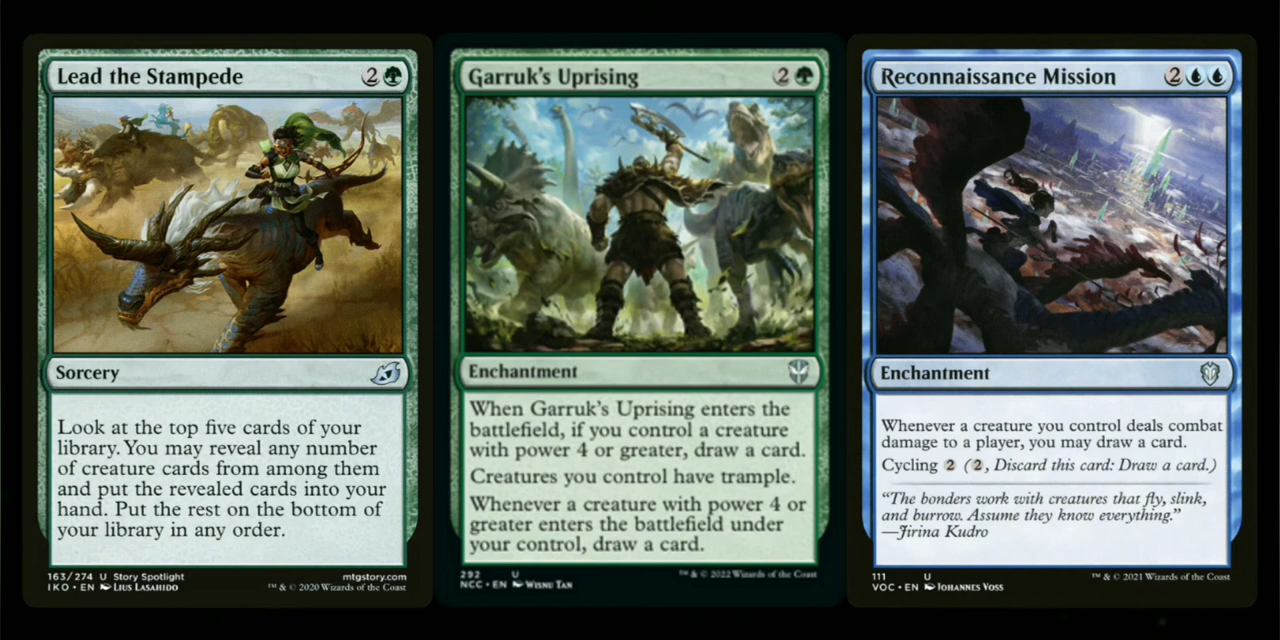 Lead the Stampede 2
Sorcery
Look at the top five cards of your
library. You may reveal any number
of creature cards from among them
and put the revealed cards into your
hand. Put the rest on the bottom of
your library in any order.
163/274 U Story Spotlight mtgstory.com
IKO • EN Lius Lasahido ™ & © 2020 Wizards of the Coast
Garruk's Uprising 2
Enchantment
When Garruk's Uprising enters the
battlefield, if you control a creature
with power 4 or greater, draw a card.
Creatures you control have trample.
Whenever a creature with power 4 or
greater enters the battlefield under
your control, draw a card.
292 U
NCC • EN Wisnu Tan ™ & © 2022 Wizards of the Coast
Reconnaissance Mission 2
Enchantment
Whenever a creature you control deals combat
damage to a player, you may draw a card.
Cycling 2 (2, Discard this card: Draw a card.)
"The bonders work with creatures that fly, slink,
and burrow. Assume they know everything."
—Jirina Kudro
111 U
VOC • EN Johannes Voss ™ & © 2021 Wizards of the Coast